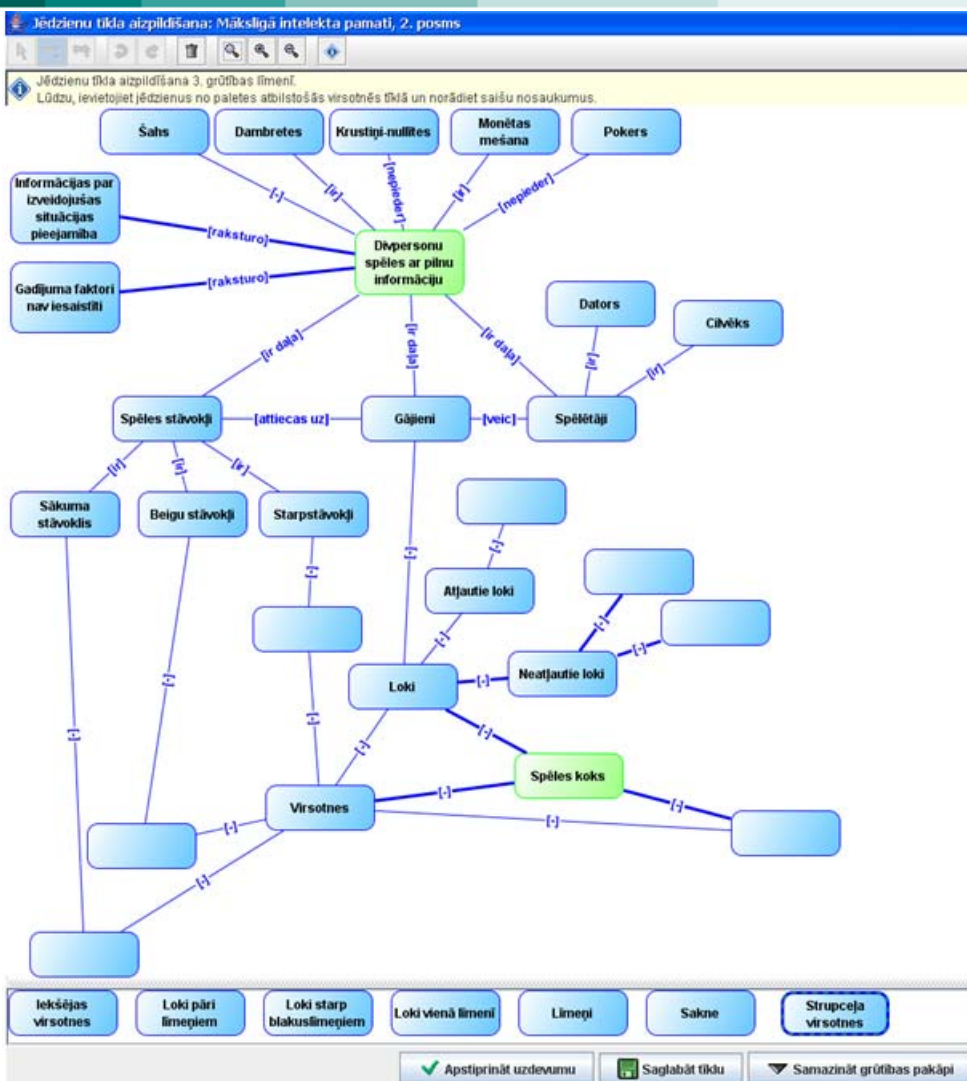 Jēdzienu tīkla aizpildīšana: Mākslīgā intelekta pamati, 2. posms
Jēdzienu tīkla aizpildīšana 3. grūtības līmenī.
Lūdzu, ievietojiet jēdzienus no paletes atbilstošās virsotnēs tīklā un norādiet saišu nosaukumus.
Šahs
Dambretes
Krustiņi-nullītes
Monētas
mešana
Pokers
[-]
[ir]
[nepieder]
[ir]
[nepieder]
Informācijas par
izveidojušas
situācijas
pieejamība
[raksturo]
Divpersonu
spēles ar pilnu
informāciju
Gadījuma faktori
nav iesaistīti
[raksturo]
Dators
Cilvēks
[ir daļa]
[ir daļa]
[ir daļa]
[ir]
[ir]
Spēles stāvokļi
[attiecas uz]
Gājieni
[veic]
Spēlētāji
[ir]
[ir]
[ir]
Sākuma
stāvoklis
Beigu stāvokļi
Starpstāvokļi
[-]
[-]
[-]
Atļautie loki
[-]
[-]
[-]
[-]
Loki
[-]
Neatļautie loki
[-]
[-]
[-]
[-]
[-]
Spēles koks
Virsotnes
[-]
[-]
[-]
[-]
[-]
Iekšējas
virsotnes
Loki pāri
līmeņiem
Loki starp
blakuslīmeņiem
Loki vienā līmenī
Līmeņi
Sakne
Strupceļa
virsotnes
Apstiprināt uzdevumu
Saglabāt tīklu
Samazināt grūtības pakāpi